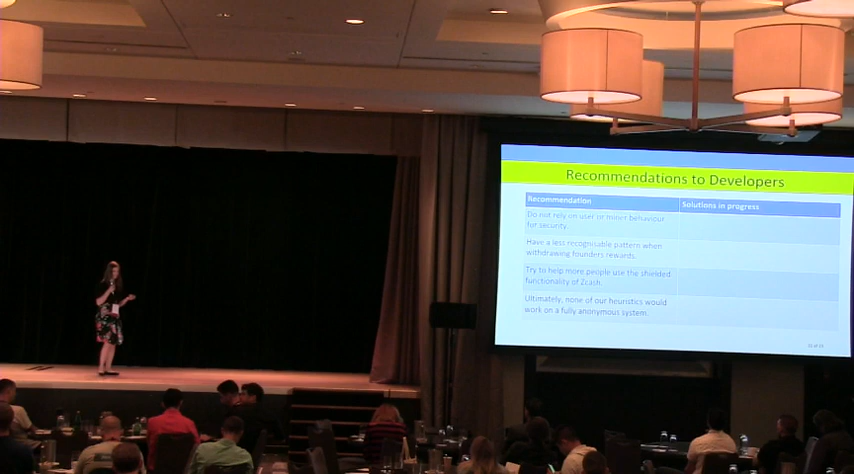 Recommendations to Developers
Recommendation
Solutions in progress
Do not rely on user or miner behaviour
for security.
Have a less recognisable pattern when
withdrawing founders rewards.
Try to help more people use the shielded
functionality of Zcash.
Ultimately, none of our heuristics would
work on a fully anonymous system.